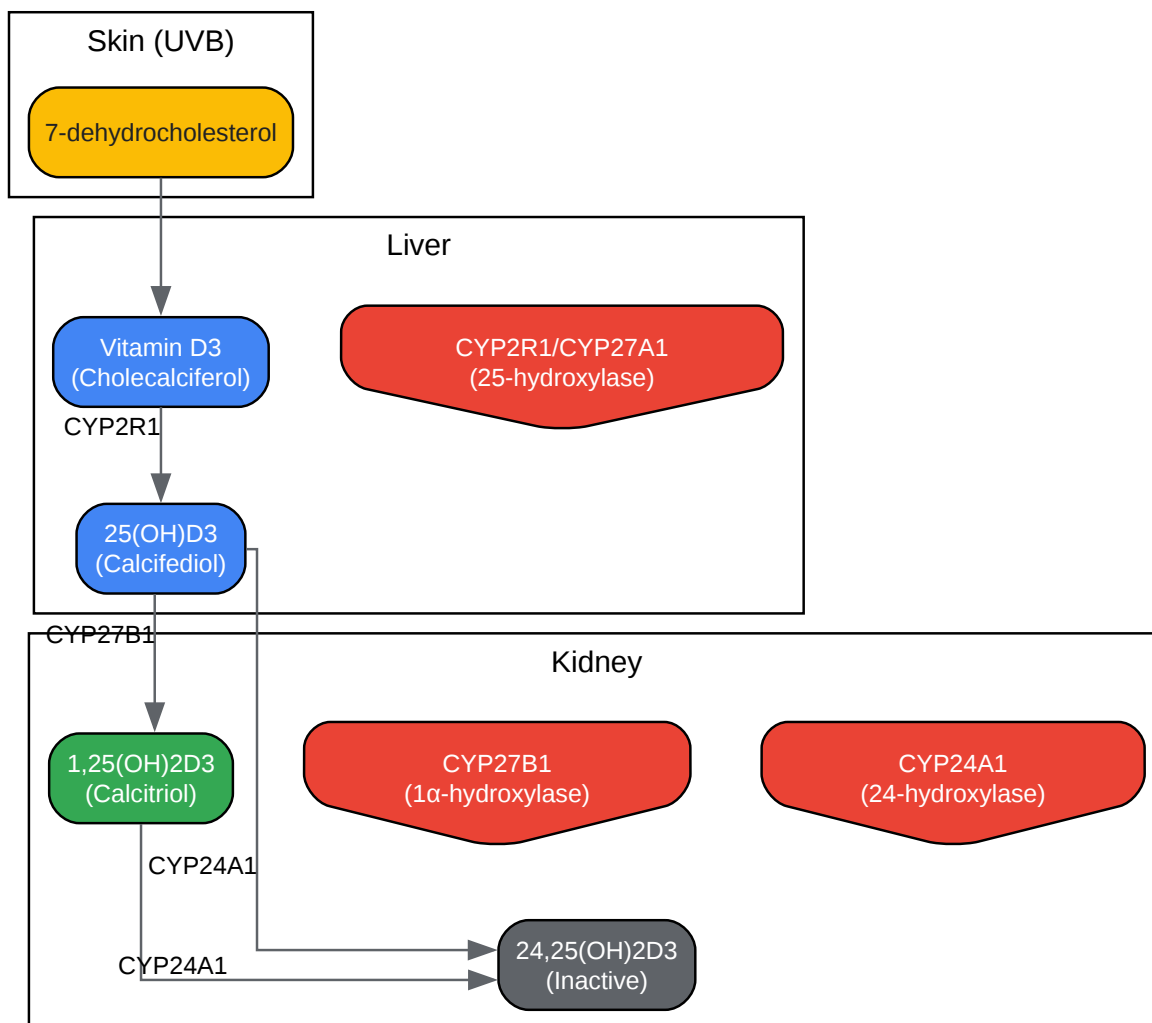 Skin (UVB)
7-dehydrocholesterol
Liver
Vitamin D3
(Cholecalciferol)
CYP2R1/CYP27A1
(25-hydroxylase)
CYP2R1
25(OH)D3
(Calcifediol)
CYP27B1
Kidney
1,25(OH)2D3
(Calcitriol)
CYP27B1
(1α-hydroxylase)
CYP24A1
(24-hydroxylase)
CYP24A1
CYP24A1
24,25(OH)2D3
(Inactive)